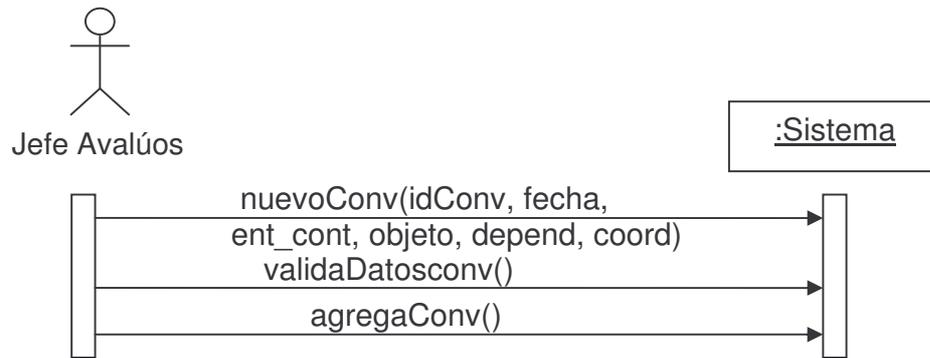 Jefe Avalúos
:Sistema
nuevoConv(idConv, fecha,
ent_cont, objeto, depend, coord)
validaDatosconv()
agregaConv()